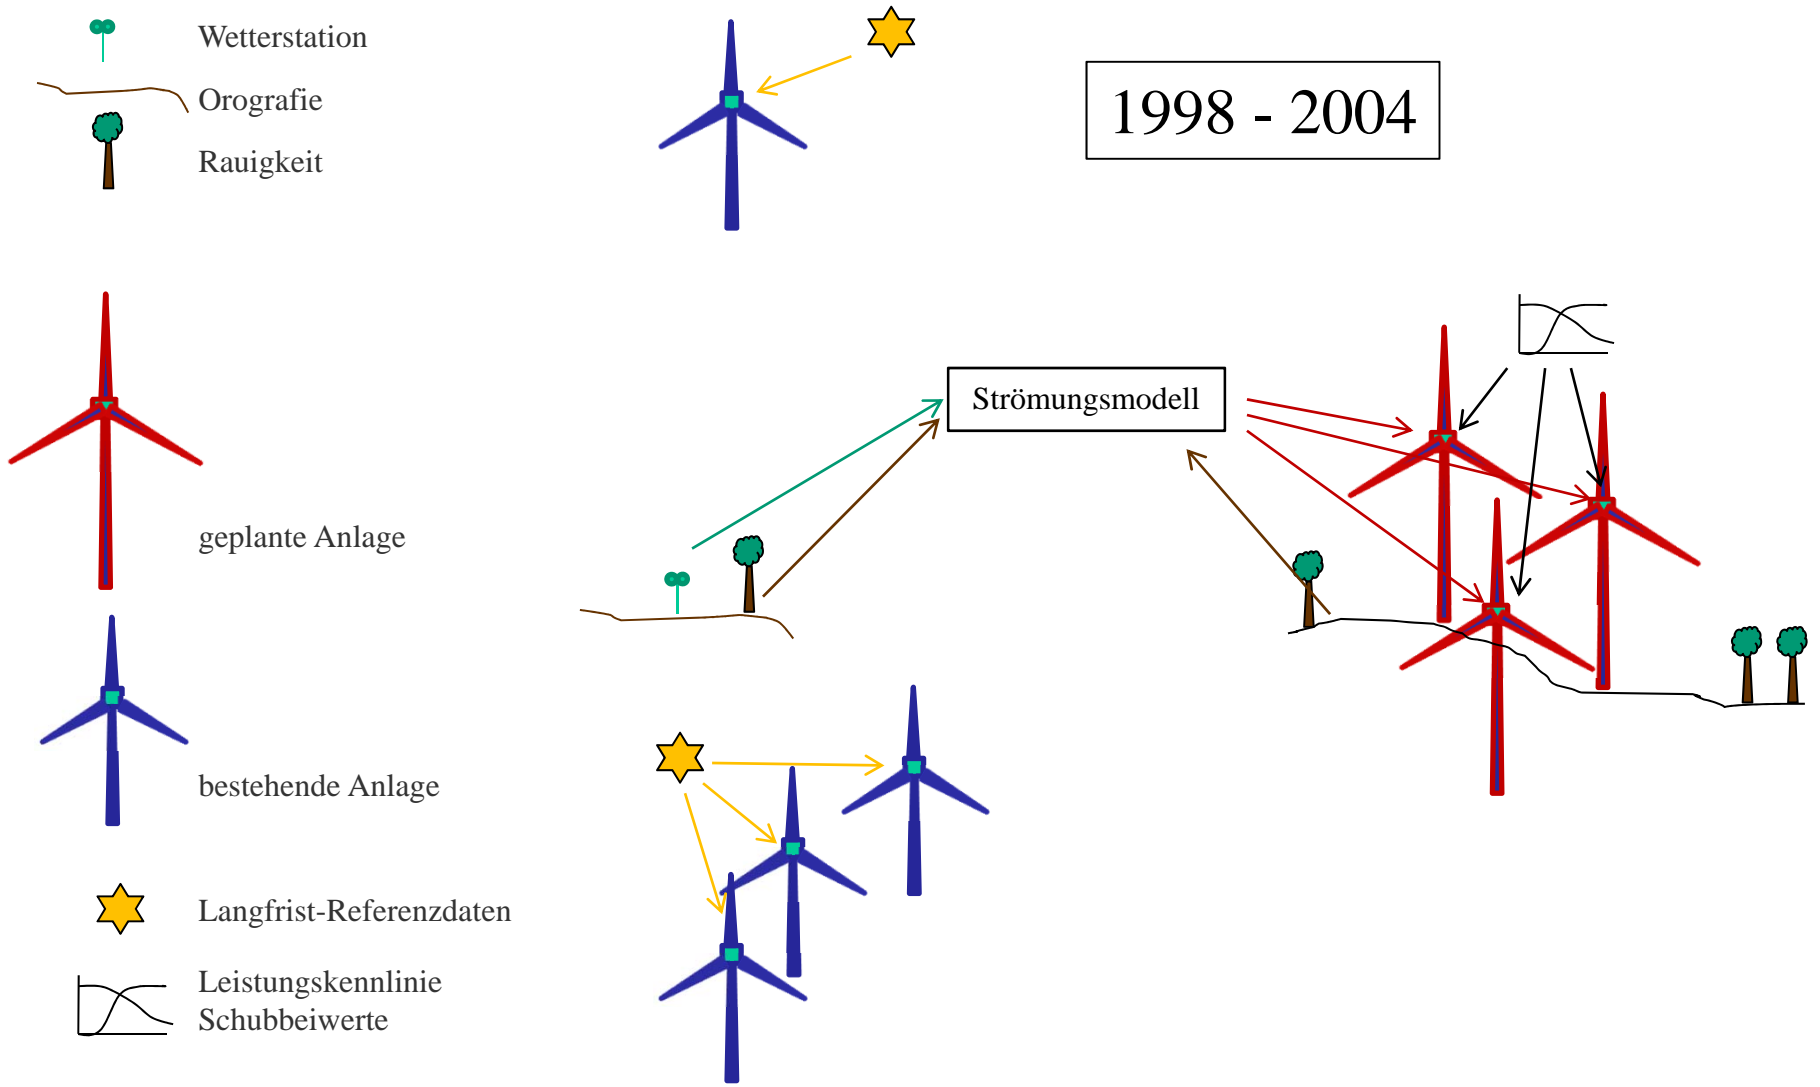 Wetterstation
Orografie
Rauigkeit
1998 - 2004
Strömungsmodell
geplante Anlage
bestehende Anlage
Langfrist-Referenzdaten
Leistungskennlinie
Schubbeiwerte